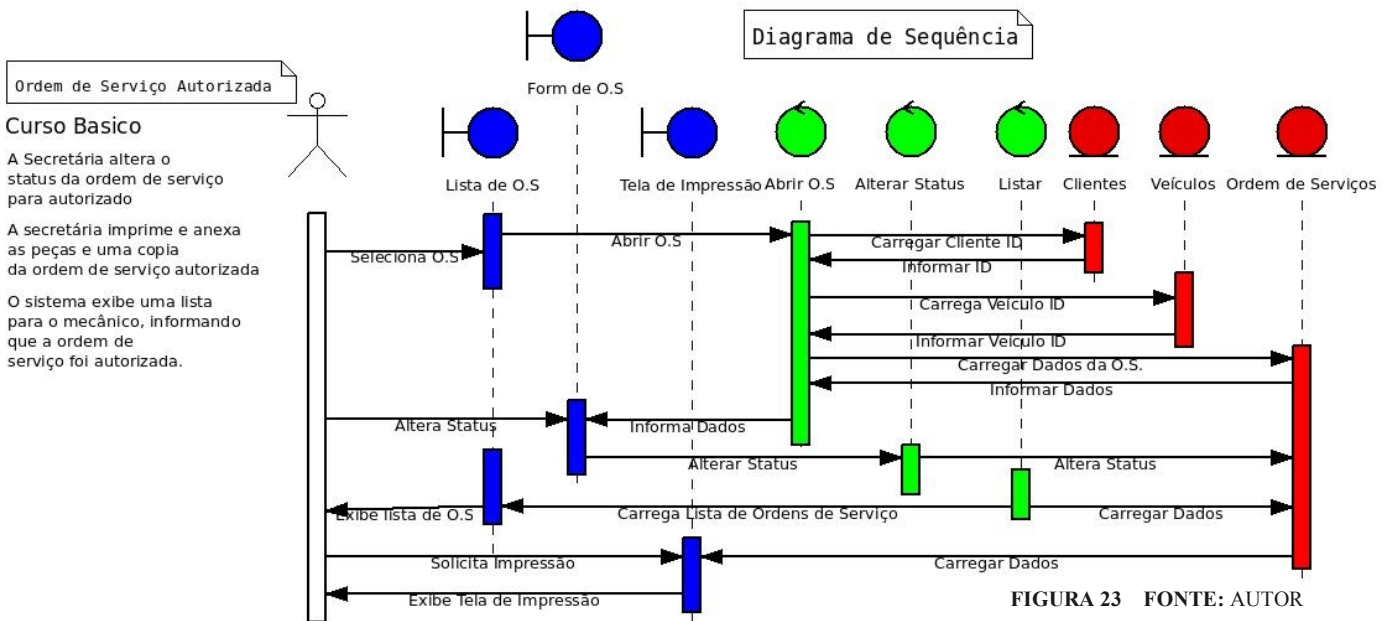 Diagrama de Sequência
Ordem de Serviço Autorizada
Curso Basico
A Secretária altera o
status da ordem de serviço
para autorizado
A secretária imprime e anexa
as peças e uma copia
da ordem de serviço autorizada
O sistema exibe uma lista
para o mecânico, informando
que a ordem de
serviço foi autorizada.
Form de O.S
Lista de O.S
Tela de Impressão
Abrir O.S
Alterar Status
Listar
Clientes
Veículos
Ordem de Serviços
Abrir O.S
Carregar Cliente ID
Seleciona O.S
Informar ID
Carrega Veículo ID
Informar Veículo ID
Carregar Dados da O.S.
Informar Dados
Altera Status
Informa Dados
Alterar Status
Altera Status
Exibe lista de O.S
Carrega Lista de Ordens de Serviço
Carregar Dados
Solicita Impressão
Carregar Dados
Exibe Tela de Impressão
FIGURA 23 FONTE: AUTOR